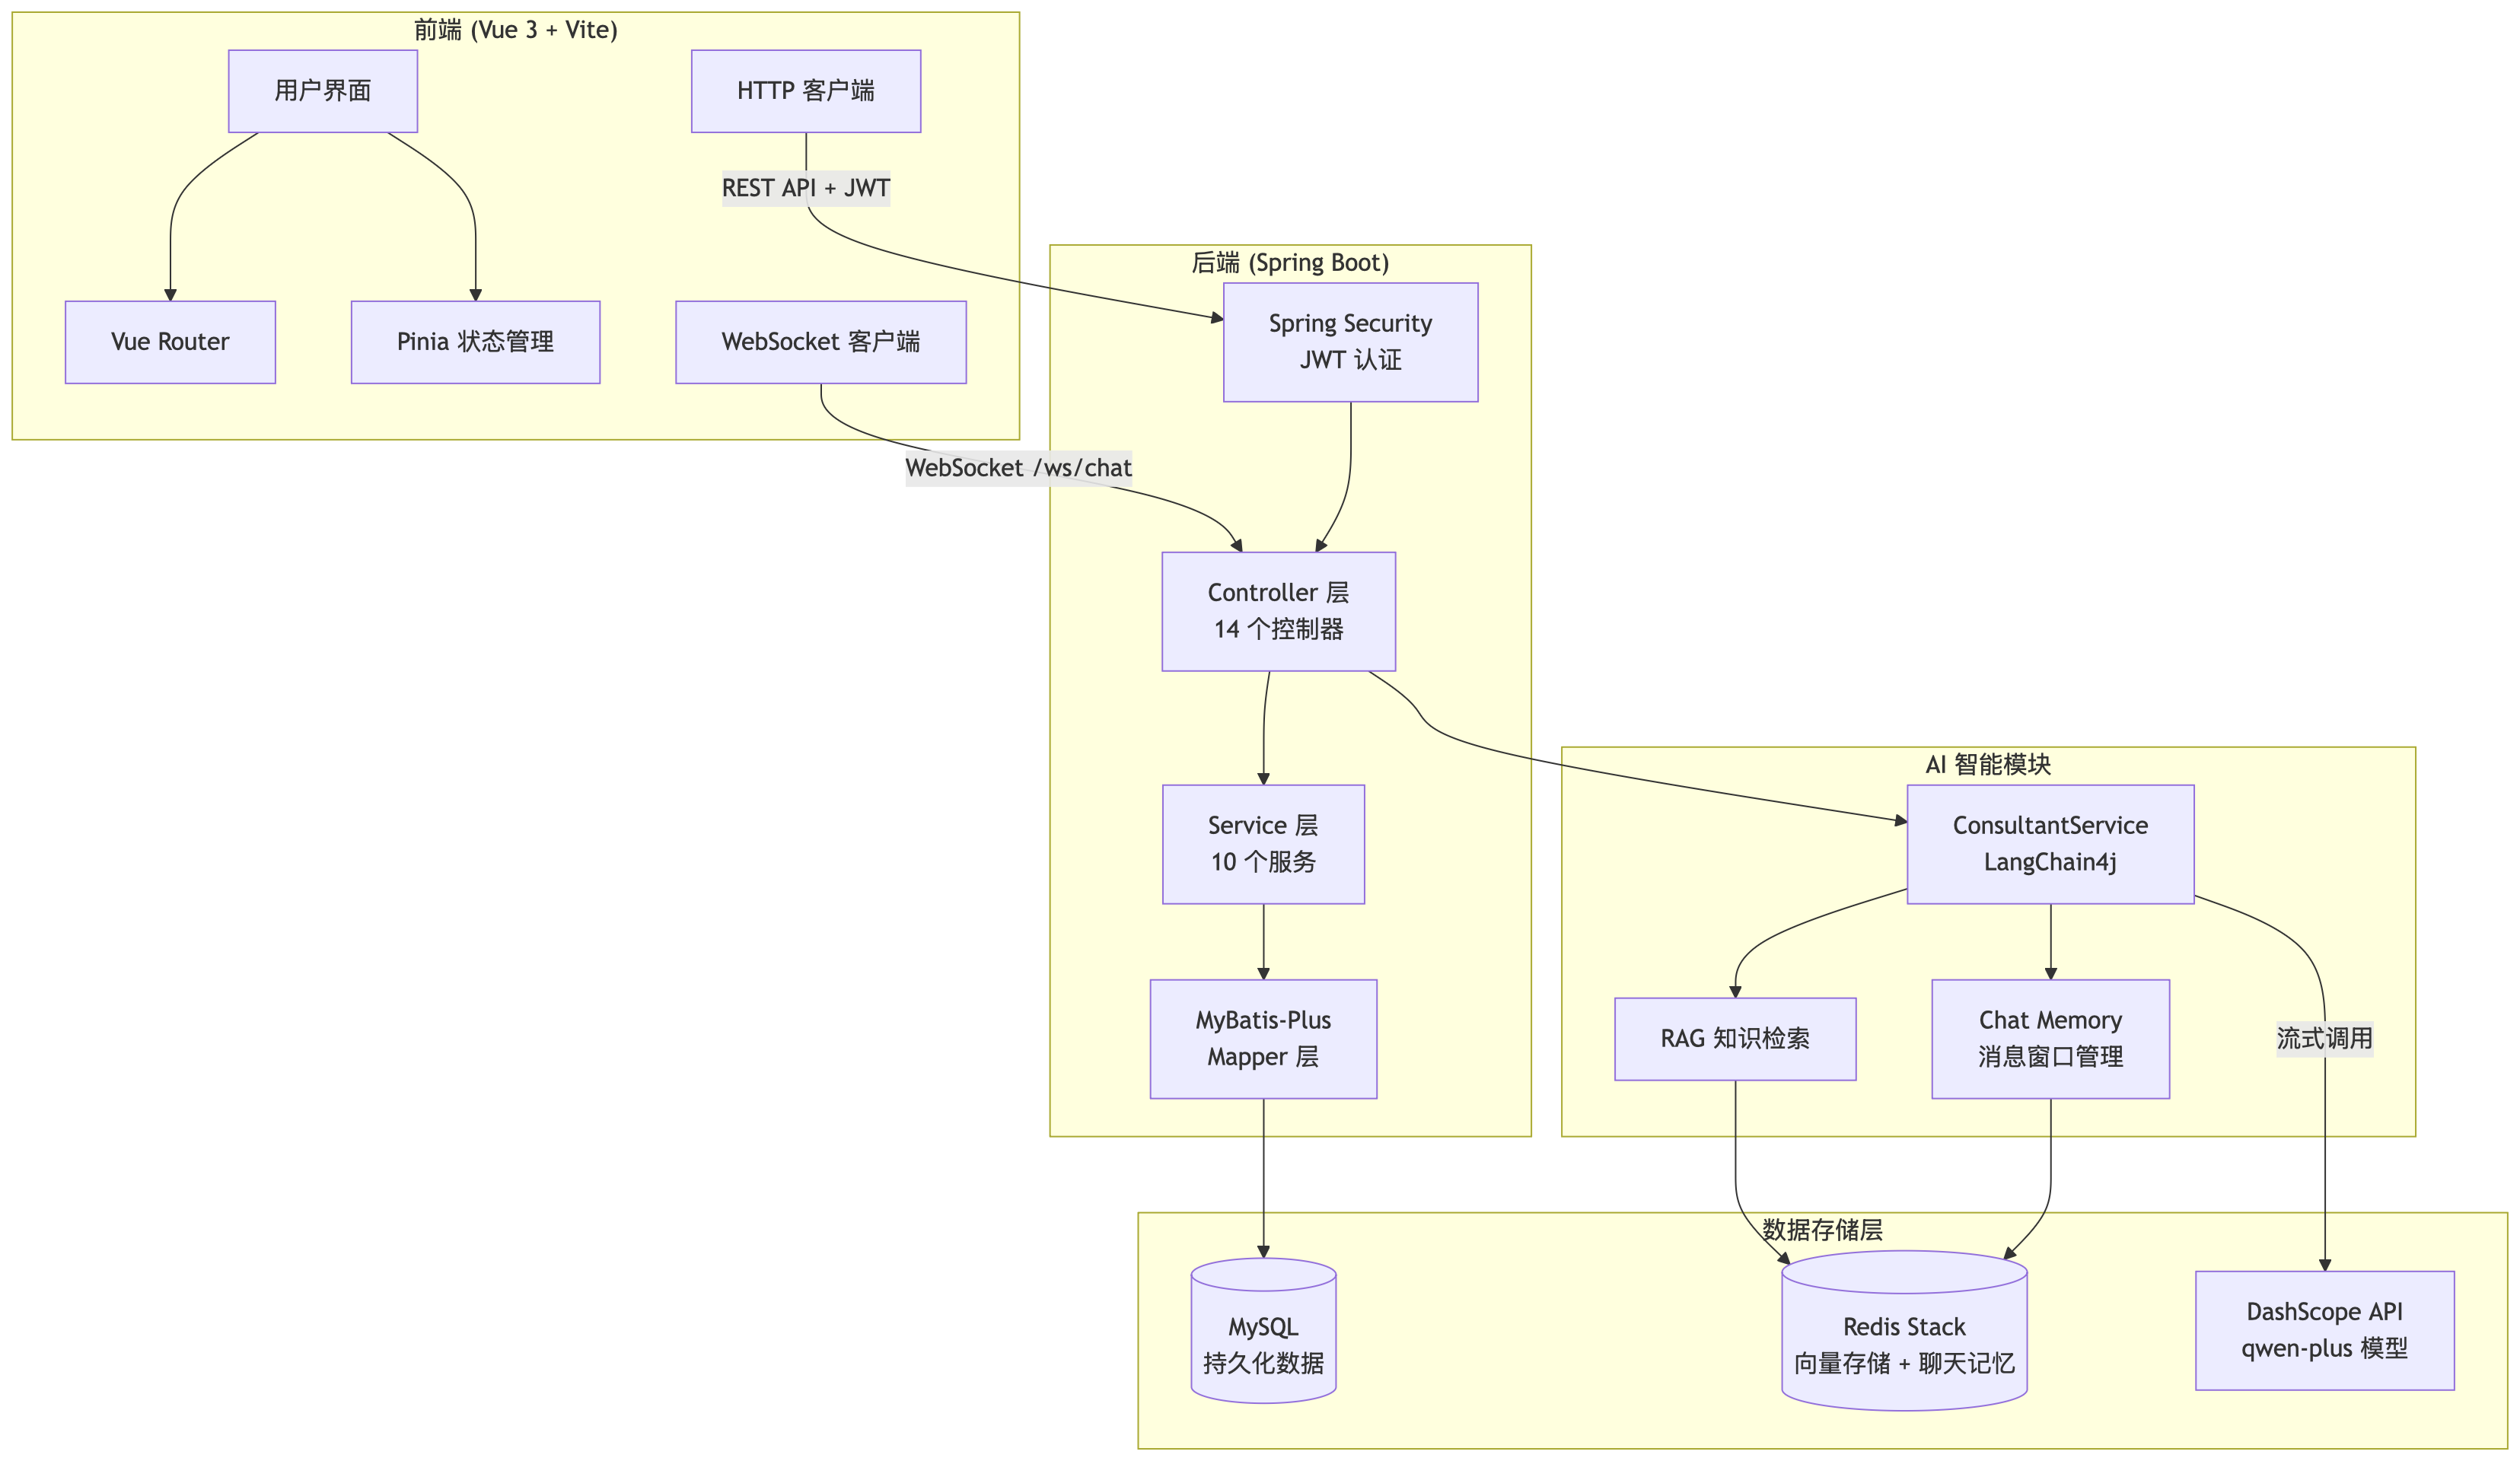 前端 (Vue 3 + Vite)
用户界面
HTTP 客户端
REST API + JWT
Vue Router
Pinia 状态管理
WebSocket 客户端
WebSocket /ws/chat
后端 (Spring Boot)
Spring Security
JWT 认证
Controller 层
14 个控制器
Service 层
10 个服务
MyBatis-Plus
Mapper 层
AI 智能模块
ConsultantService
LangChain4j
RAG 知识检索
Chat Memory
消息窗口管理
流式调用
数据存储层
MySQL
持久化数据
Redis Stack
向量存储 + 聊天记忆
DashScope API
qwen-plus 模型